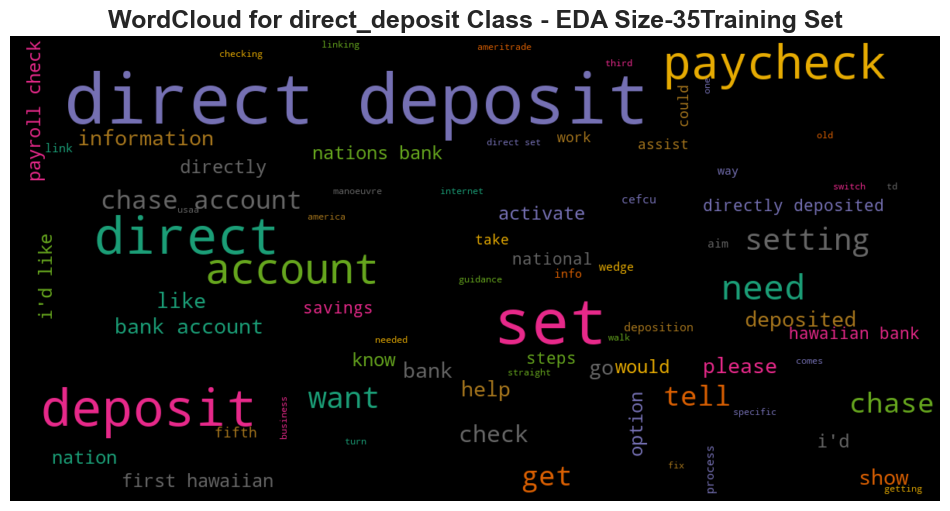 WordCloud for direct_deposit Class - EDA Size-35Training Set
linking
ameritrade
checking
third
paycheck
payroll check
direct deposit
one
could
old
information
work
direct set
assist
link
nations bank
directly
way
chase account
manoeuvre
internet
switch
td
cefcu
directly deposited
usaa
america
activate
direct
take
aim
setting
i'd like
account
national
wedge
info
guidance
need
like
savings
set
deposited
bank account
deposition
hawaiian bank
needed
walk
know
steps
go
would
please
comes
bank
straight
deposit
want
help
tell
chase
business
option
specific
fifth
check
i'd
turn
nation
process
fix
first hawaiian
get
show
getting